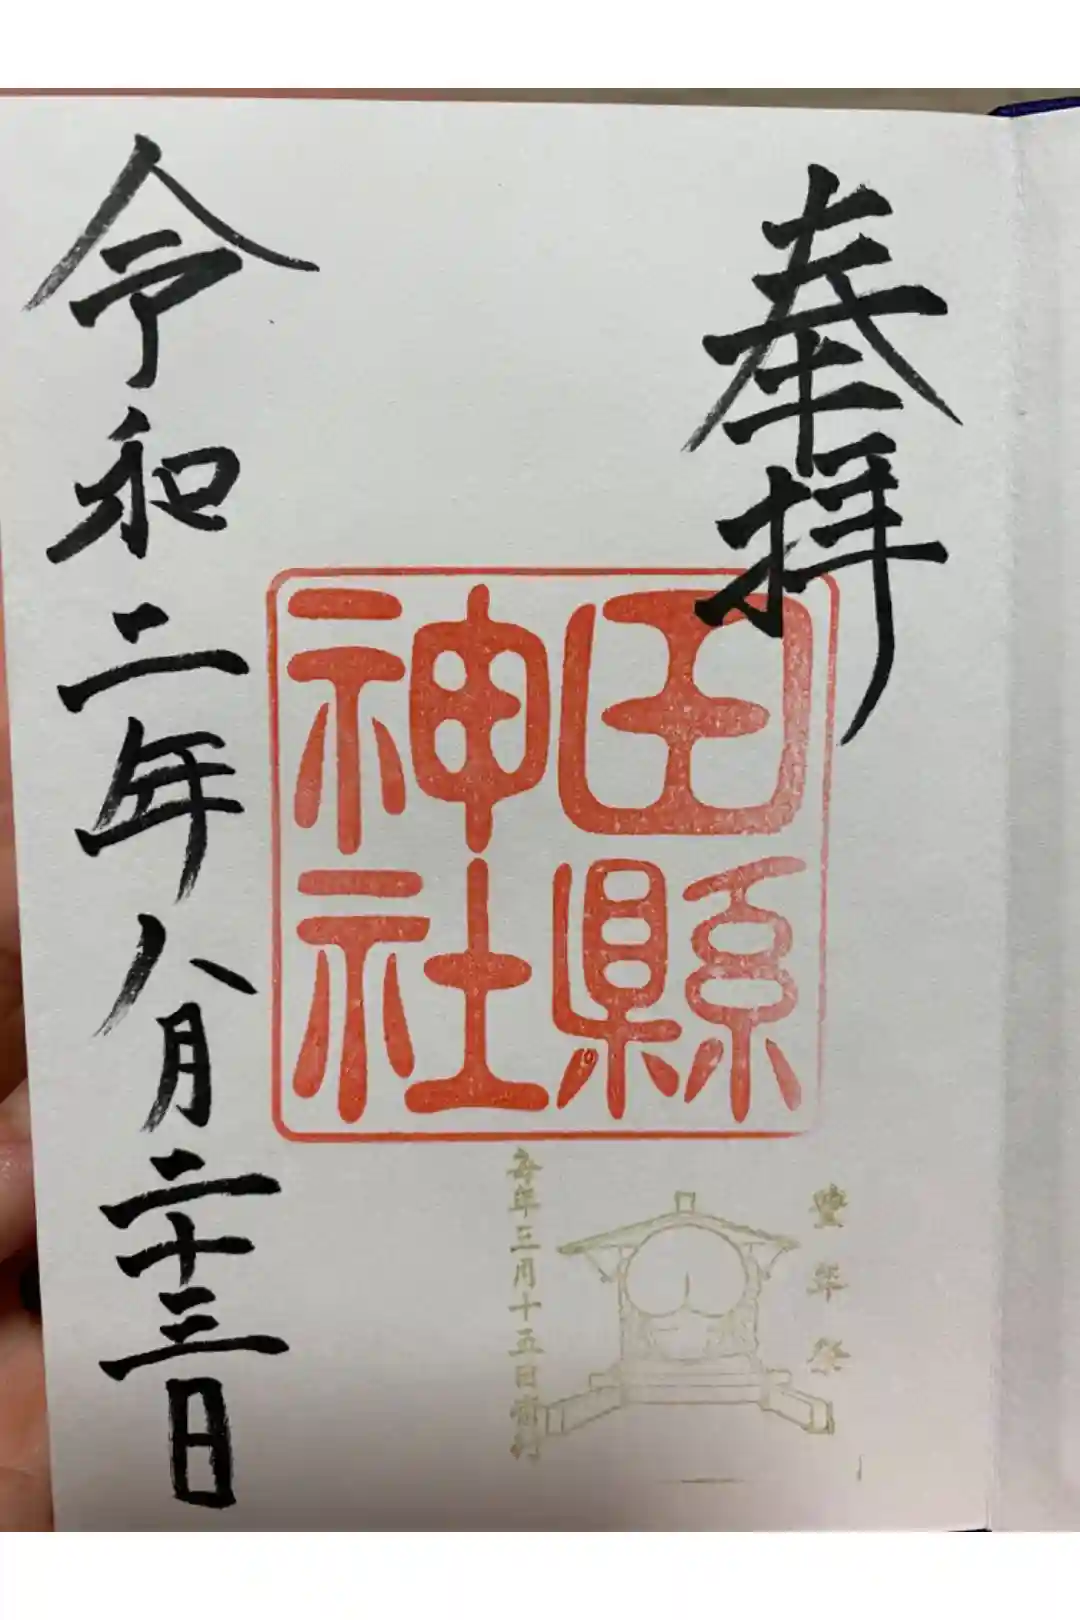 奉拝
田縣
神社
豐年祭
毎年三月十五日斎行
令和二年八月二十三日